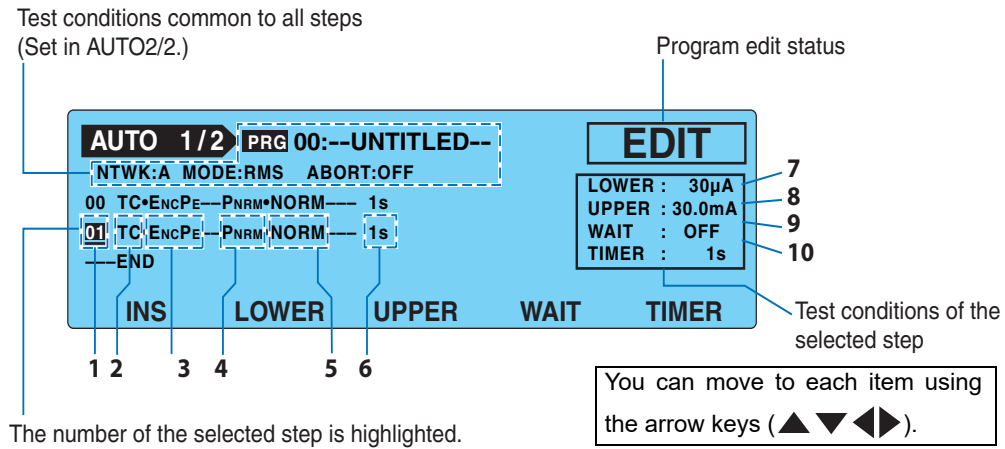 Test conditions common to all steps
(Set in AUTO2/2.)
Program edit status
AUTO 1/2 PRG 00:--UNTITLED--
EDIT
NTWK:A MODE:RMS ABORT:OFF
00 TC•ENCPE--PNRM•NORM--- 1s
01 TC ENCPE--PNRM NORM--- 1s
---END
LOWER : 30µA
UPPER : 30.0mA
WAIT : OFF
TIMER : 1s
7
8
9
10
INS LOWER UPPER WAIT TIMER
1 2 3 4 5 6
Test conditions of the
selected step
You can move to each item using
the arrow keys (▲ ▼ ◀▶).
The number of the selected step is highlighted.